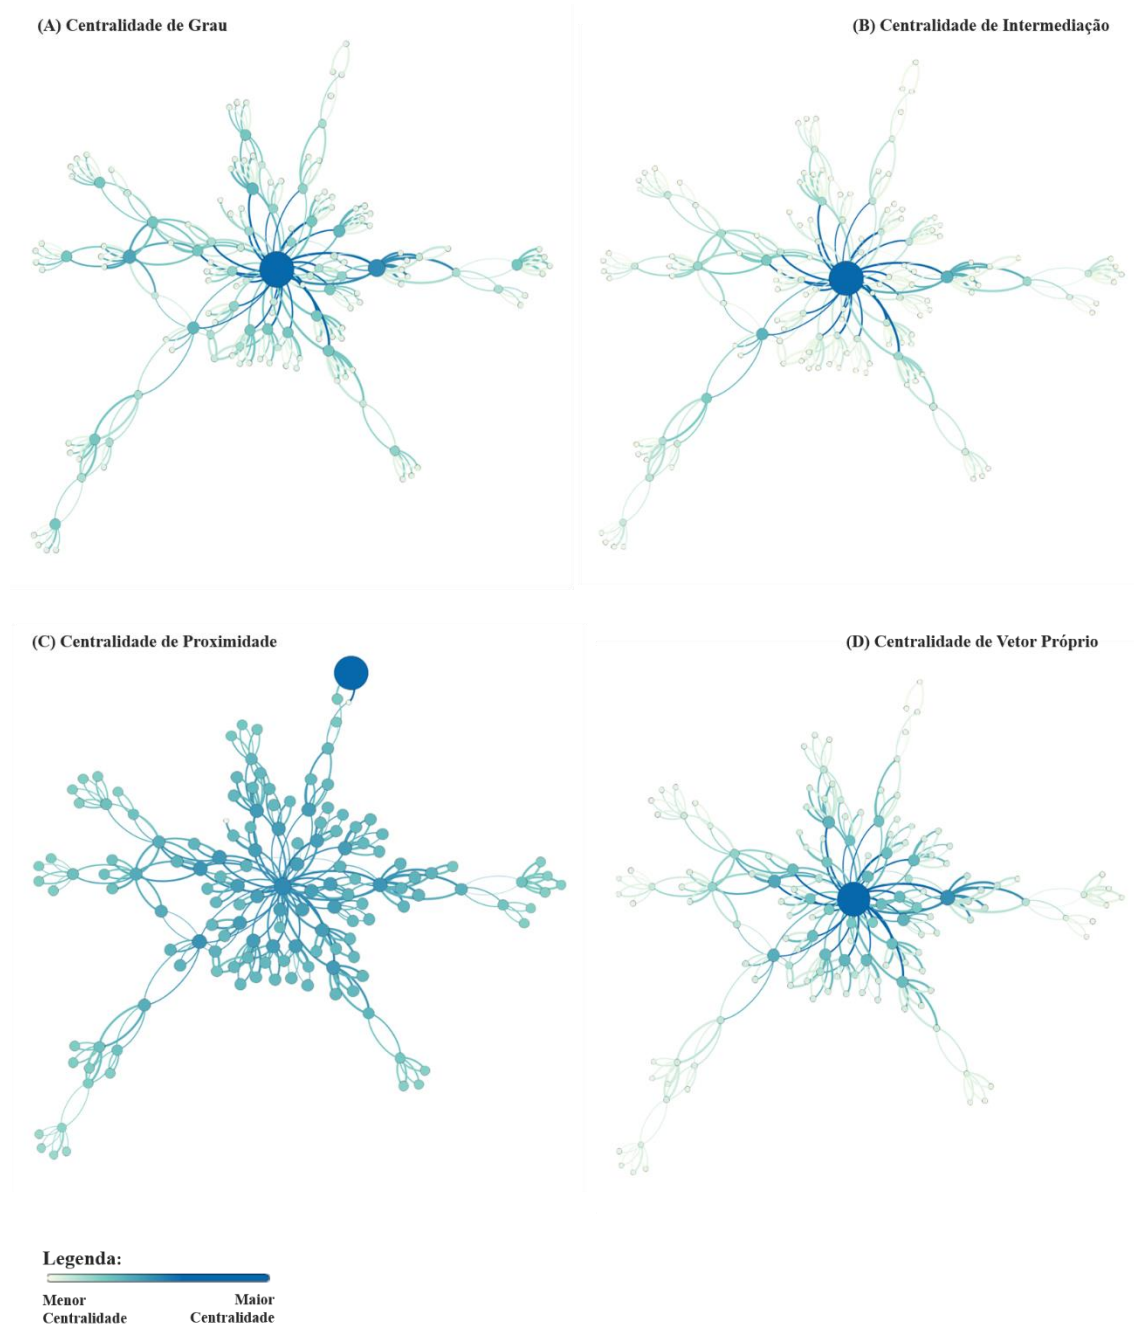 (A) Centralidade de Grau
(B) Centralidade de Intermediação
(C) Centralidade de Proximidade
(D) Centralidade de Vetor Próprio
Legenda:
Menor Centralidade
Maior Centralidade